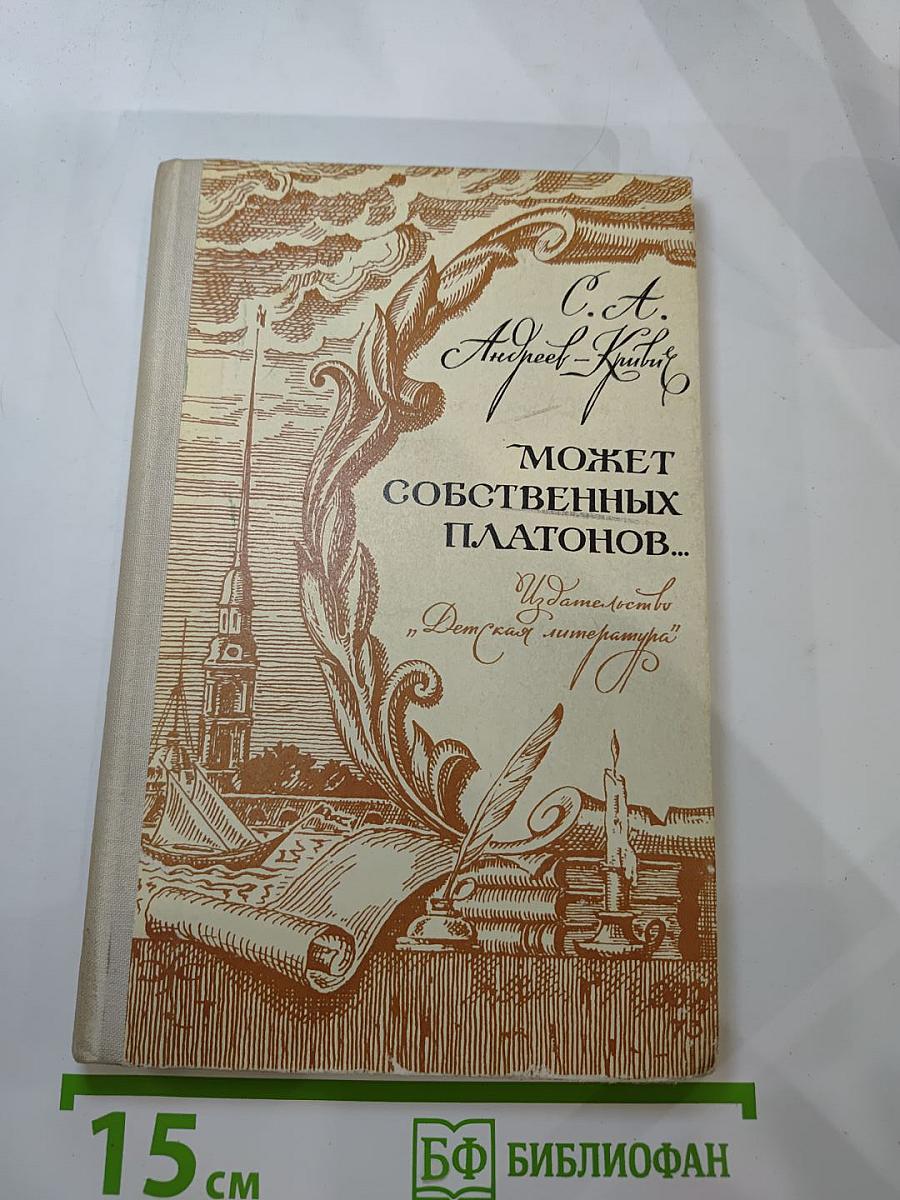 С. А.
Андреев-Кривич
МОЖЕТ
СОБСТВЕННЫХ
ПЛАТОНОВ...
Издательство
„Детская литература"
15 см
БФ БИБЛИОФАН